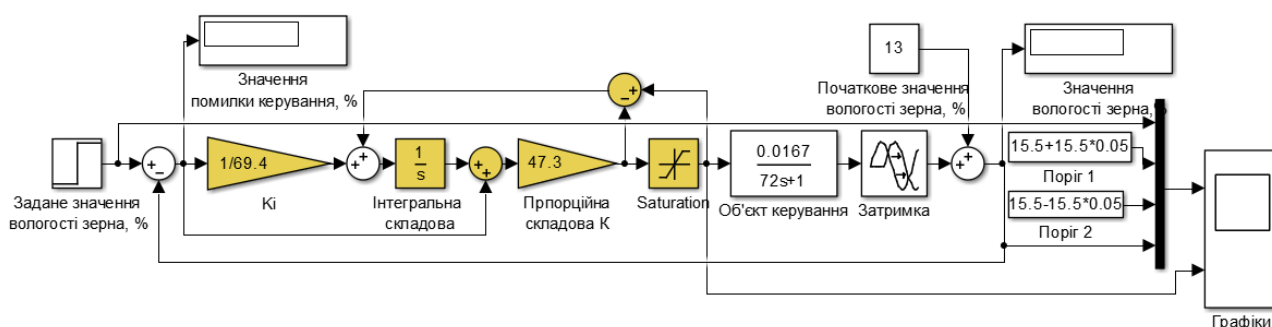 Значення
помилки керування, %
13
Початкове значення
вологості зерна, %
Значення
вологості зерна, %
Задане значення
вологості зерна, %
1/69.4
Ki
1
s
Інтегральна
складова
47.3
Прпорційна
складова К
Saturation
0.0167
72s+1
Об'єкт керування
Затримка
15.5+15.5*0.05
Поріг 1
15.5-15.5*0.05
Поріг 2
Графіки